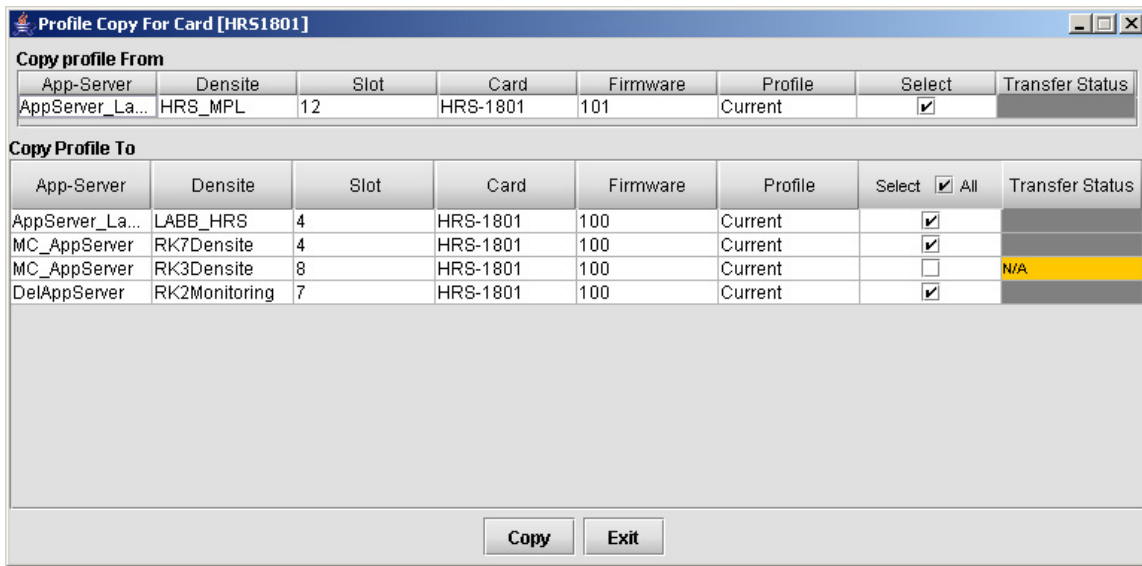 Profile Copy For Card [HRS1801]
Copy profile From
App-Server Densite Slot Card Firmware Profile Select Transfer Status
AppServer_La... HRS_MPL 12 HRS-1801 101 Current
Copy Profile To
App-Server Densite Slot Card Firmware Profile Select All Transfer Status
AppServer_La... LABB_HRS 4 HRS-1801 100 Current
MC_AppServer RK7Densite 4 HRS-1801 100 Current
MC_AppServer RK3Densite 8 HRS-1801 100 Current N/A
DelAppServer RK2Monitoring 7 HRS-1801 100 Current
Copy Exit